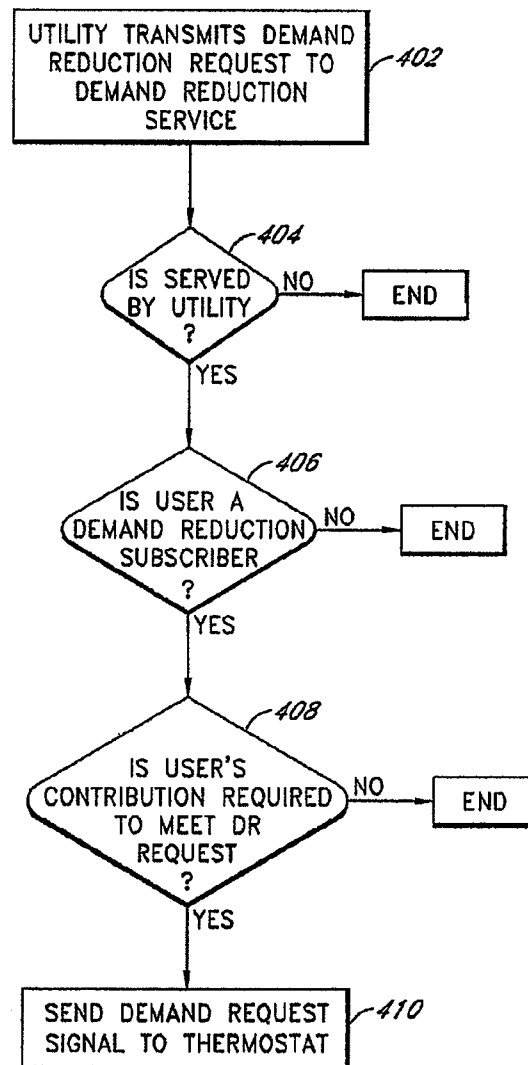 UTILITY TRANSMITS DEMAND
REDUCTION REQUEST TO
DEMAND REDUCTION
SERVICE
402
404
IS SERVED
BY UTILITY
?
NO
END
YES
406
IS USER A
DEMAND REDUCTION
SUBSCRIBER
?
NO
END
YES
408
IS USER'S
CONTRIBUTION REQUIRED
TO MEET DR
REQUEST
?
NO
END
YES
SEND DEMAND REQUEST
SIGNAL TO THERMOSTAT
410